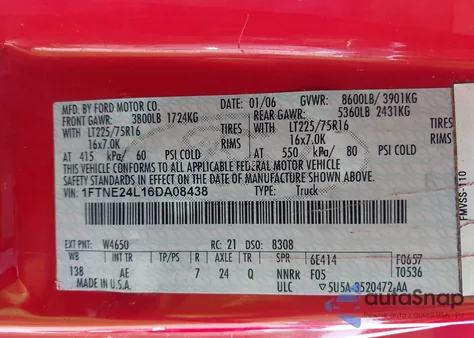 MFD. BY FORD MOTOR CO. 01/06 GVWR: 8600LB/ 3901KG
FRONT GAWR: 3800LB 1724KG REAR GAWR: 5360LB 2431KG
WITH LT225/75R16 TIRES WITH LT225/75R16 TIRES
16x7.0K RIMS 16x7.0K RIMS
AT 415 kPa/ 60 PSI COLD AT 550 kPa/ 80 PSI COLD
THIS VEHICLE CONFORMS TO ALL APPLICABLE FEDERAL MOTOR VEHICLE
SAFETY STANDARD IN EFFECT ON THE DATE OF MANUFACTURE SHOWN ABOVE.
VIN: 1FTNE24L16DA08438 TYPE: Truck
EXT PNT: W4650 RC: 21 DSO: 8308
WB INT TR TP/PS R AXLE TR SPR 6E414 F0657
138 AE 7 24 Q NNRK F05 T0536
MADE IN U.S.A. ULC 5U5A-3520472-AA
FMVSS-110
autoSnap